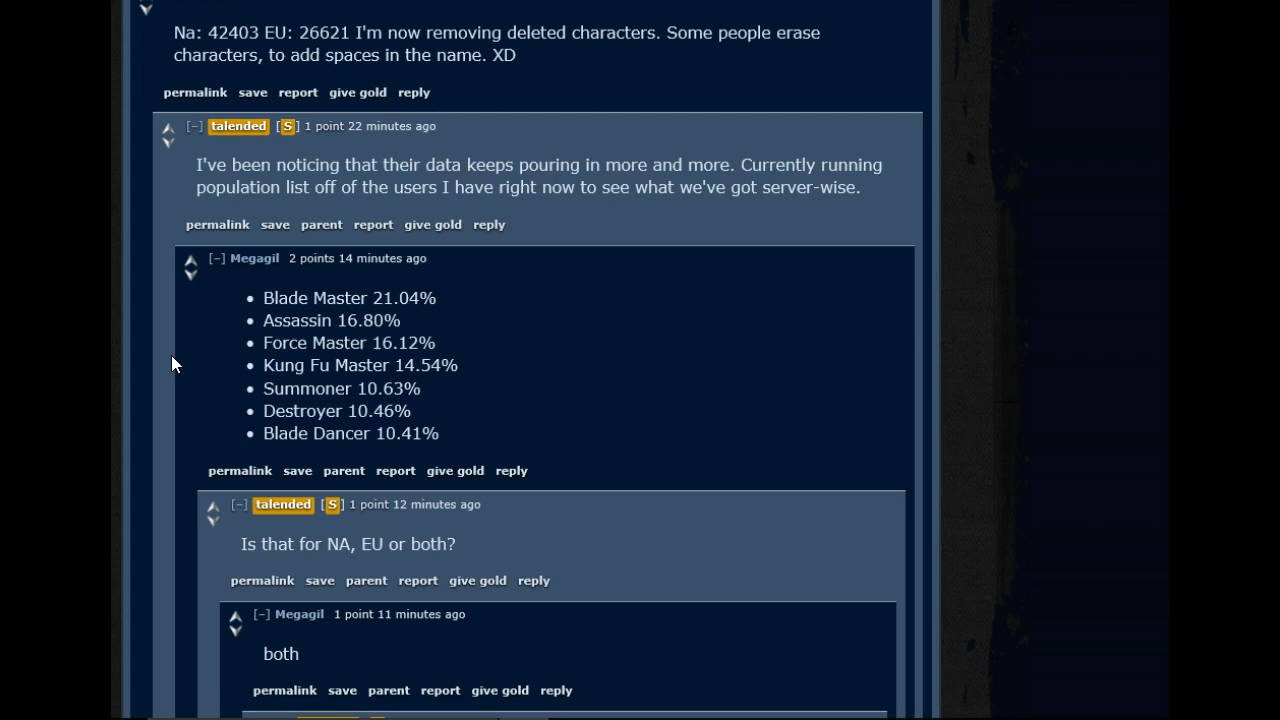 Na: 42403 EU: 26621 I'm now removing deleted characters. Some people erase
characters, to add spaces in the name. XD
permalink save report give gold reply
[–] talended [S] 1 point 22 minutes ago
I've been noticing that their data keeps pouring in more and more. Currently running
population list off of the users I have right now to see what we've got server-wise.
permalink save parent report give gold reply
[–] Megagil 2 points 14 minutes ago
• Blade Master 21.04%
• Assassin 16.80%
• Force Master 16.12%
• Kung Fu Master 14.54%
• Summoner 10.63%
• Destroyer 10.46%
• Blade Dancer 10.41%
permalink save parent report give gold reply
[–] talended [S] 1 point 12 minutes ago
Is that for NA, EU or both?
permalink save parent report give gold reply
[–] Megagil 1 point 11 minutes ago
both
permalink save parent report give gold reply